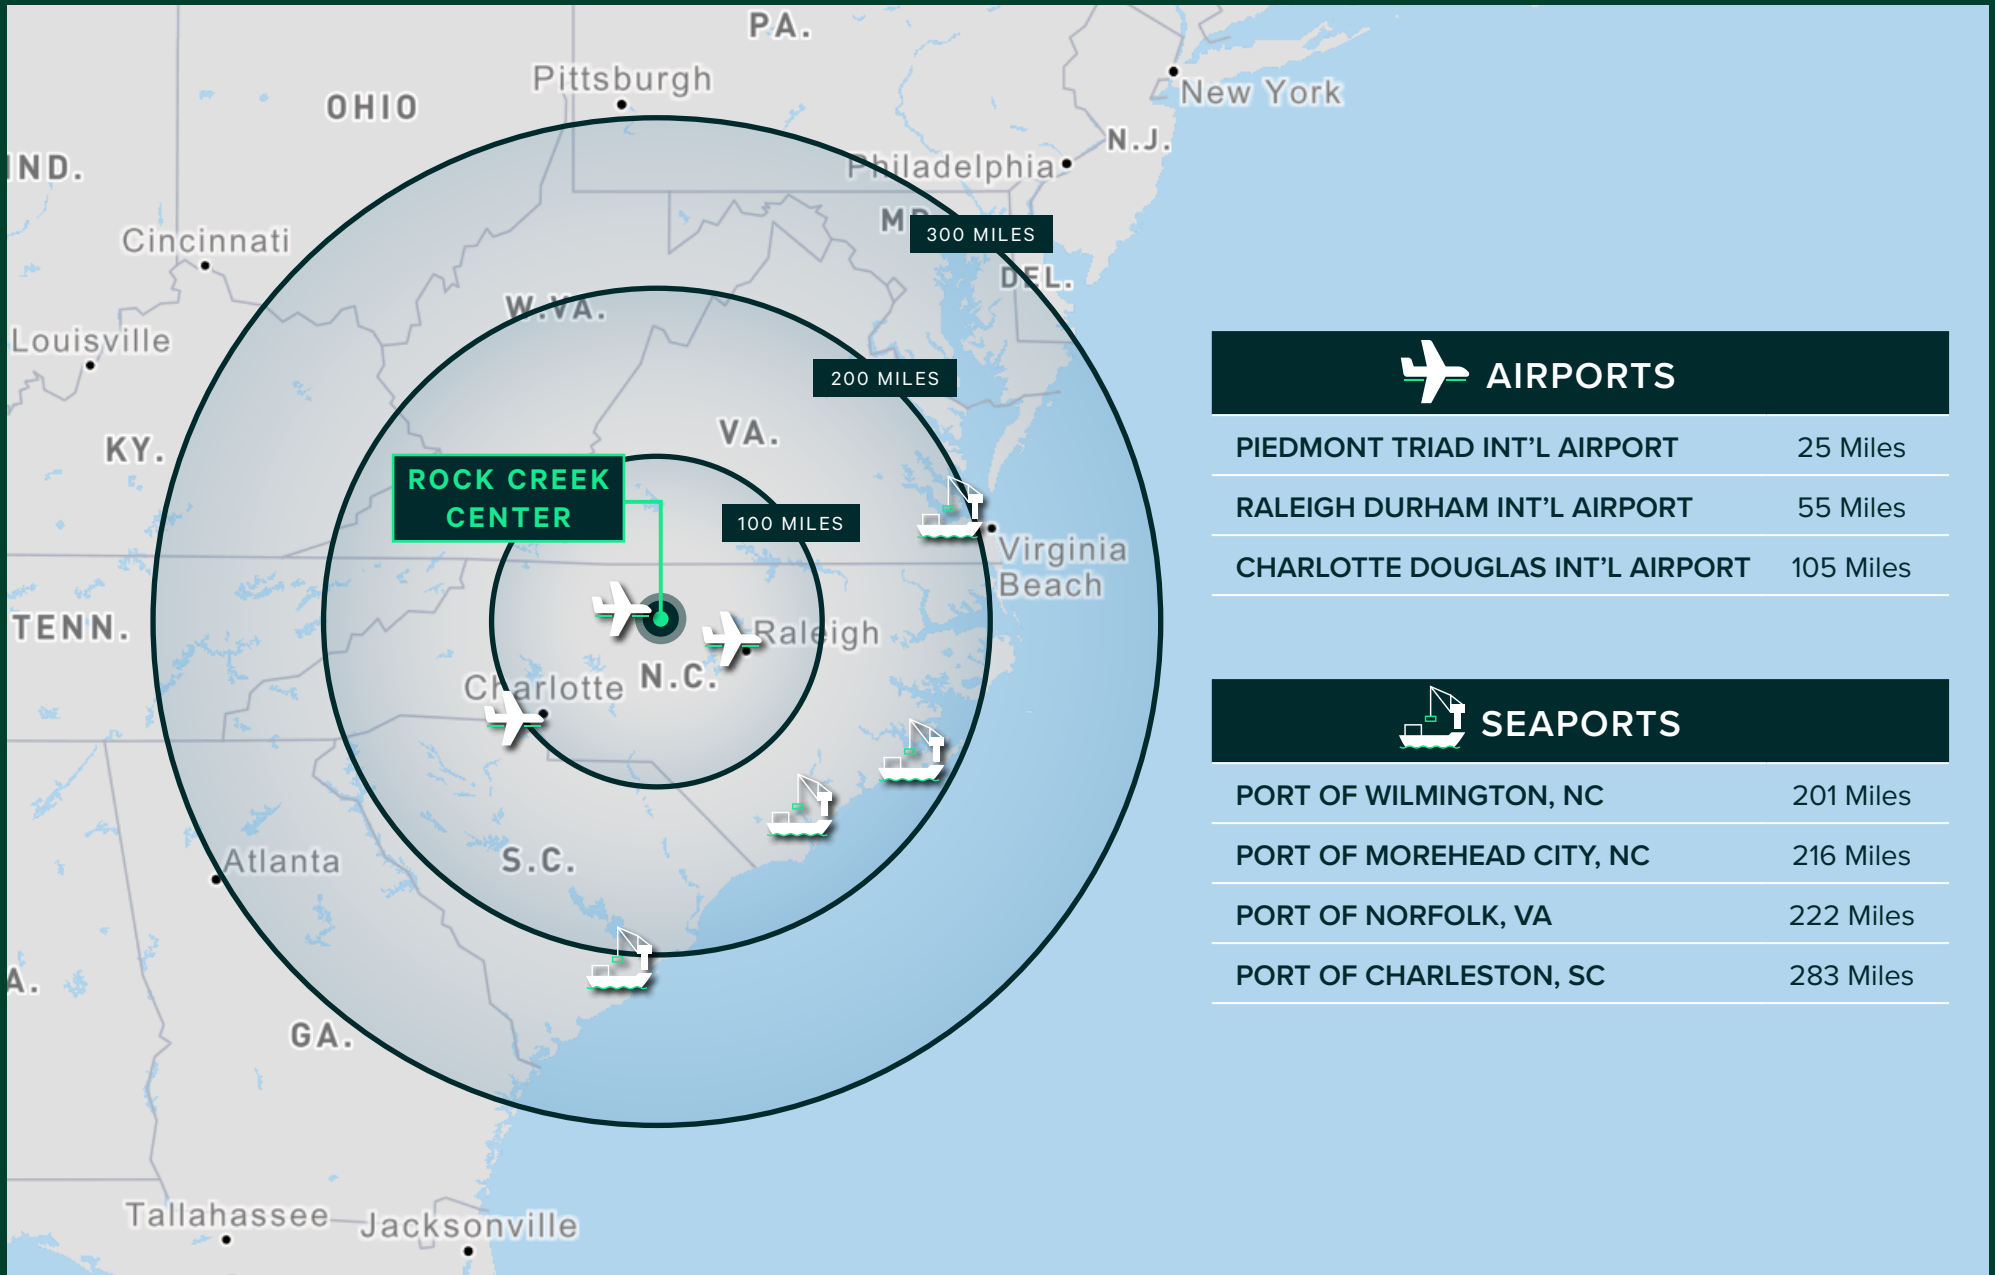 PA.
Pittsburgh
OHIO
New York
N.J.
IND.
Philadelphia
MD.
300 MILES
Cincinnati
DEL.
W.VA.
Louisville
200 MILES
KY.
VA.
ROCK CREEK
CENTER
100 MILES
Virginia
Beach
TENN.
Raleigh
N.C.
Charlotte
Atlanta
S.C.
A.
GA.
Tallahassee
Jacksonville
AIRPORTS
PIEDMONT TRIAD INT’L AIRPORT 25 Miles
RALEIGH DURHAM INT’L AIRPORT 55 Miles
CHARLOTTE DOUGLAS INT’L AIRPORT 105 Miles
SEAPORTS
PORT OF WILMINGTON, NC 201 Miles
PORT OF MOREHEAD CITY, NC 216 Miles
PORT OF NORFOLK, VA 222 Miles
PORT OF CHARLESTON, SC 283 Miles